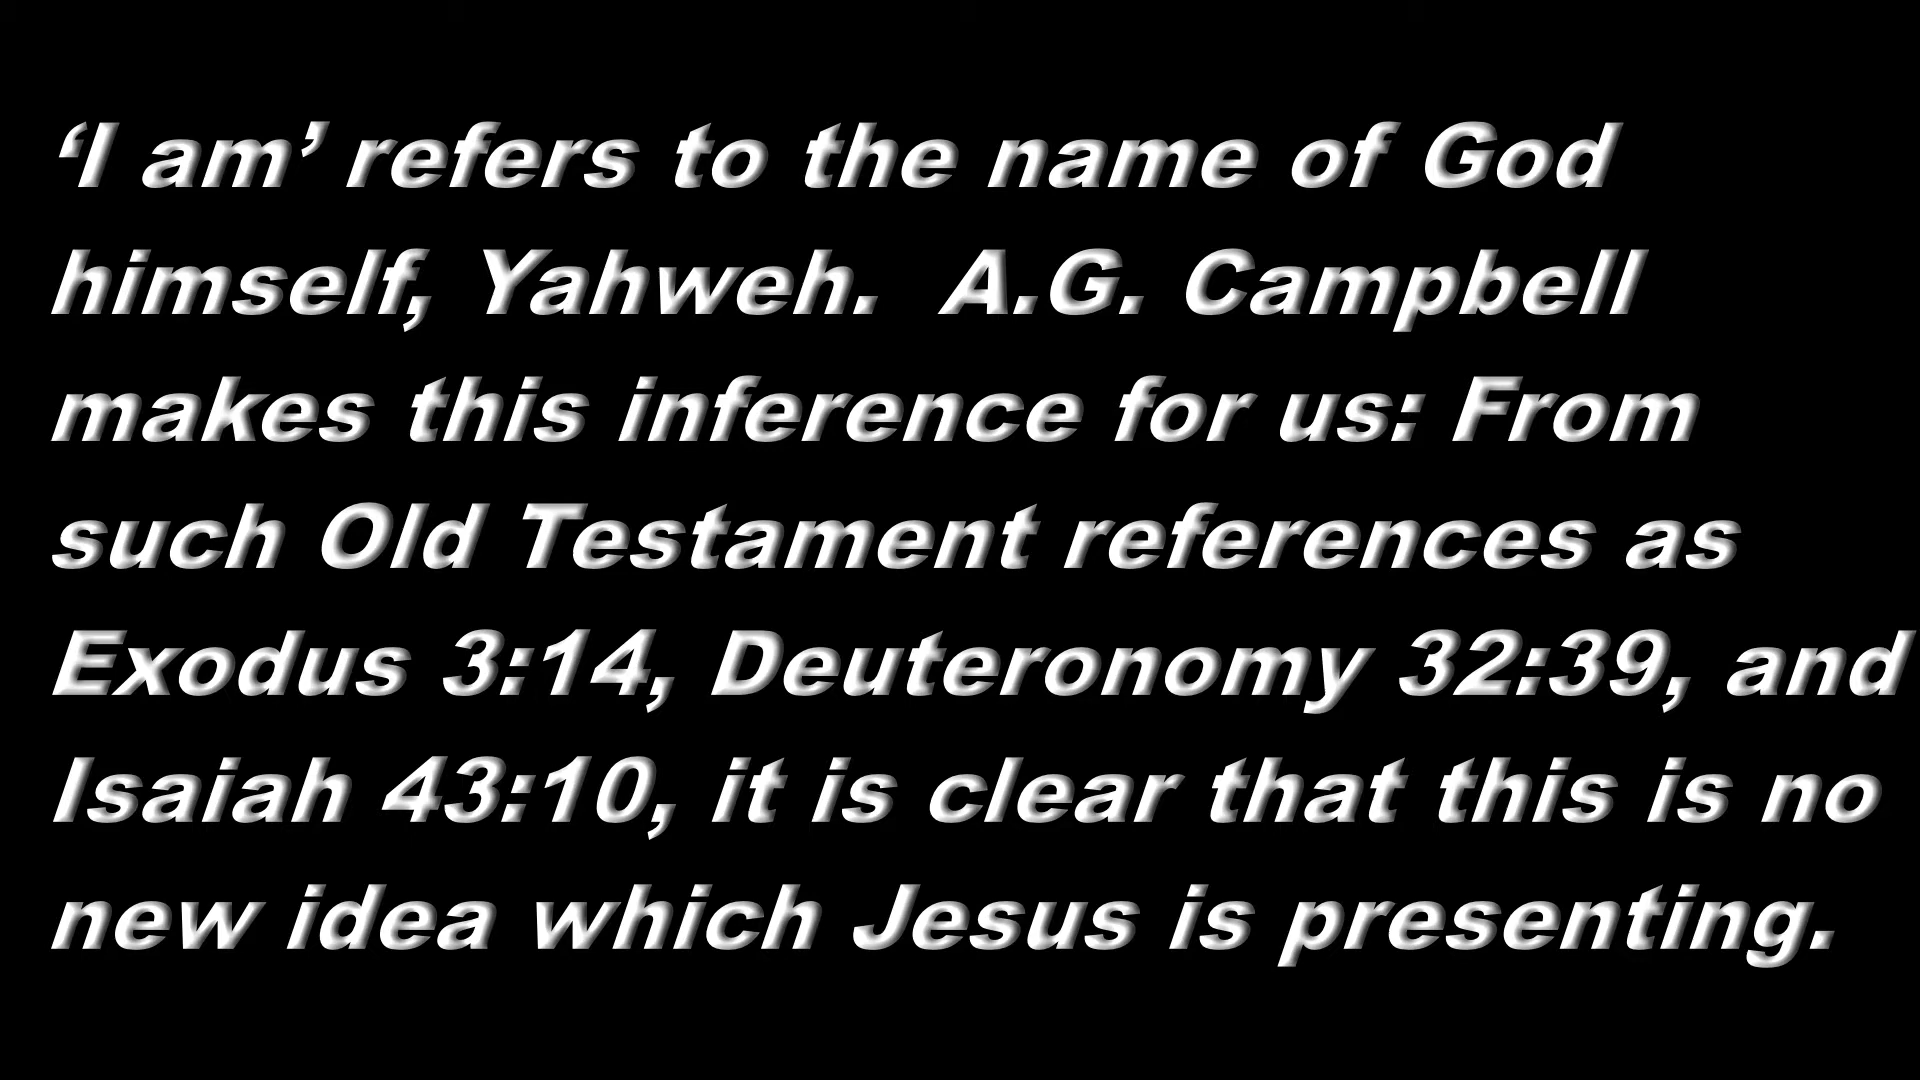 ‘I am’ refers to the name of God
himself, Yahweh.  A.G. Campbell
makes this inference for us: From
such Old Testament references as
Exodus 3:14, Deuteronomy 32:39, and
Isaiah 43:10, it is clear that this is no
new idea which Jesus is presenting.